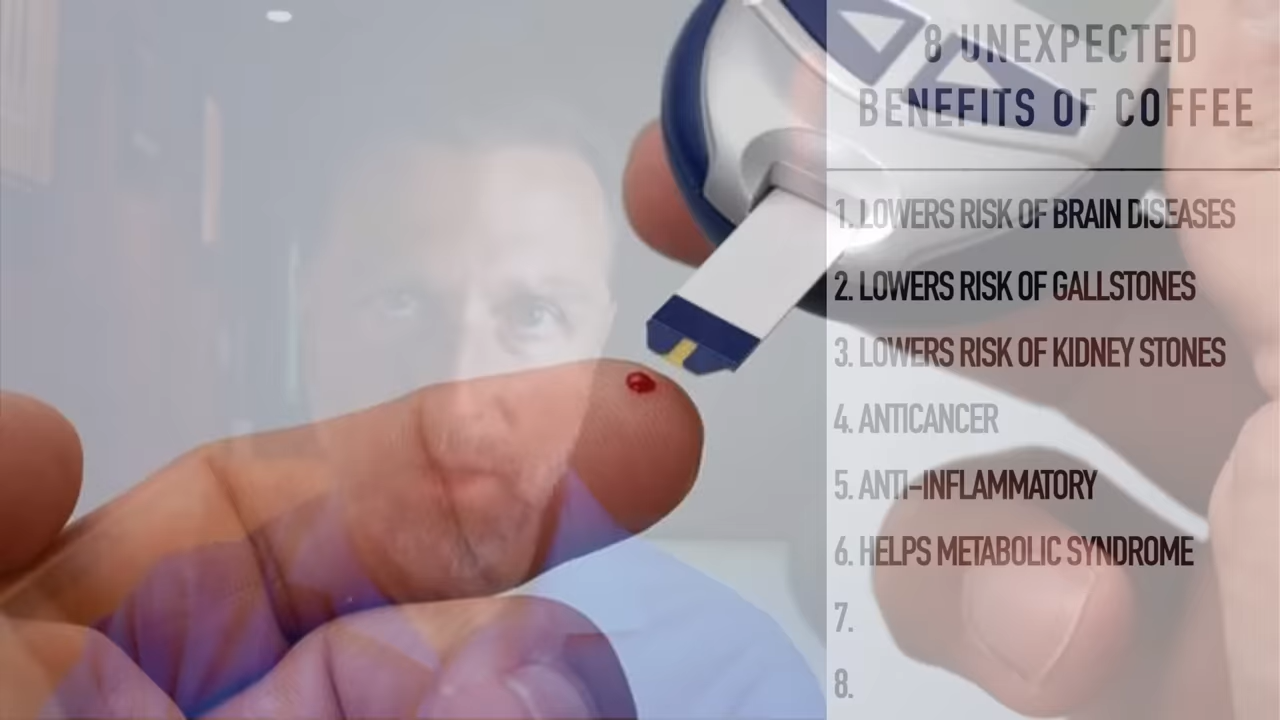 8 UNEXPECTED
BENEFITS OF COFFEE
1. LOWERS RISK OF BRAIN DISEASES
2. LOWERS RISK OF GALLSTONES
3. LOWERS RISK OF KIDNEY STONES
4. ANTICANCER
5. ANTI-INFLAMMATORY
6. HELPS METABOLIC SYNDROME
7.
8.